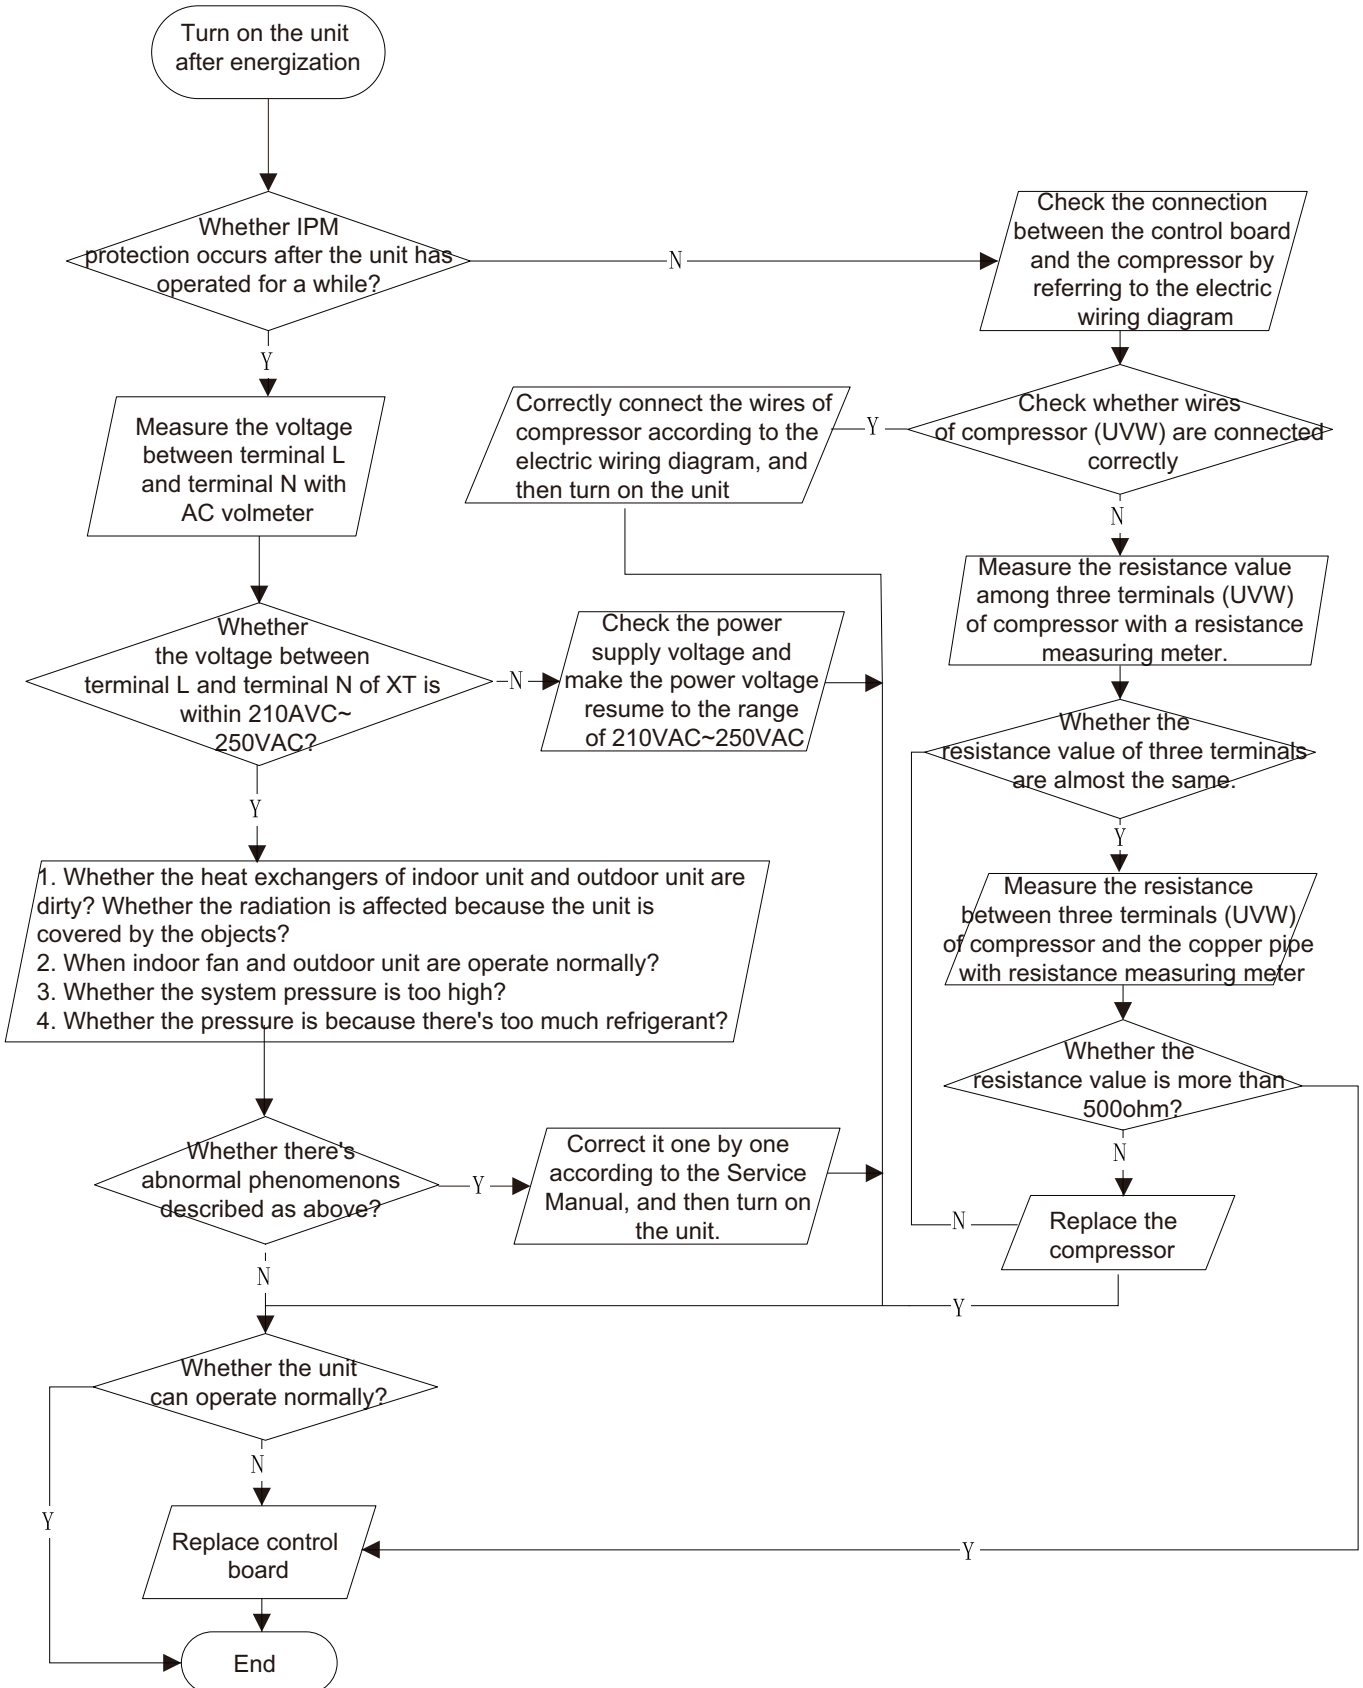 Turn on the unit
after energization
Whether IPM
protection occurs after the unit has
operated for a while?
N
Check the connection
between the control board
and the compressor by
referring to the electric
wiring diagram
Y
Measure the voltage
between terminal L
and terminal N with
AC volmeter
Correctly connect the wires of
compressor according to the
electric wiring diagram, and
then turn on the unit
Y
Check whether wires
of compressor (UVW) are connected
correctly
N
Measure the resistance value
among three terminals (UVW)
of compressor with a resistance
measuring meter.
Whether
the voltage between
terminal L and terminal N of XT is
within 210AVC~
250VAC?
N
Check the power
supply voltage and
make the power voltage
resume to the range
of 210VAC~250VAC
Whether the
resistance value of three terminals
are almost the same.
Y
Y
1. Whether the heat exchangers of indoor unit and outdoor unit are
dirty? Whether the radiation is affected because the unit is
covered by the objects?
2. When indoor fan and outdoor unit are operate normally?
3. Whether the system pressure is too high?
4. Whether the pressure is because there's too much refrigerant?
Measure the resistance
between three terminals (UVW)
of compressor and the copper pipe
with resistance measuring meter
Whether the
resistance value is more than
500ohm?
N
Whether there's
abnormal phenomenons
described as above?
Y
Correct it one by one
according to the Service
Manual, and then turn on
the unit.
N
Replace the
compressor
N
Y
Whether the unit
can operate normally?
N
Y
Replace control
board
Y
End